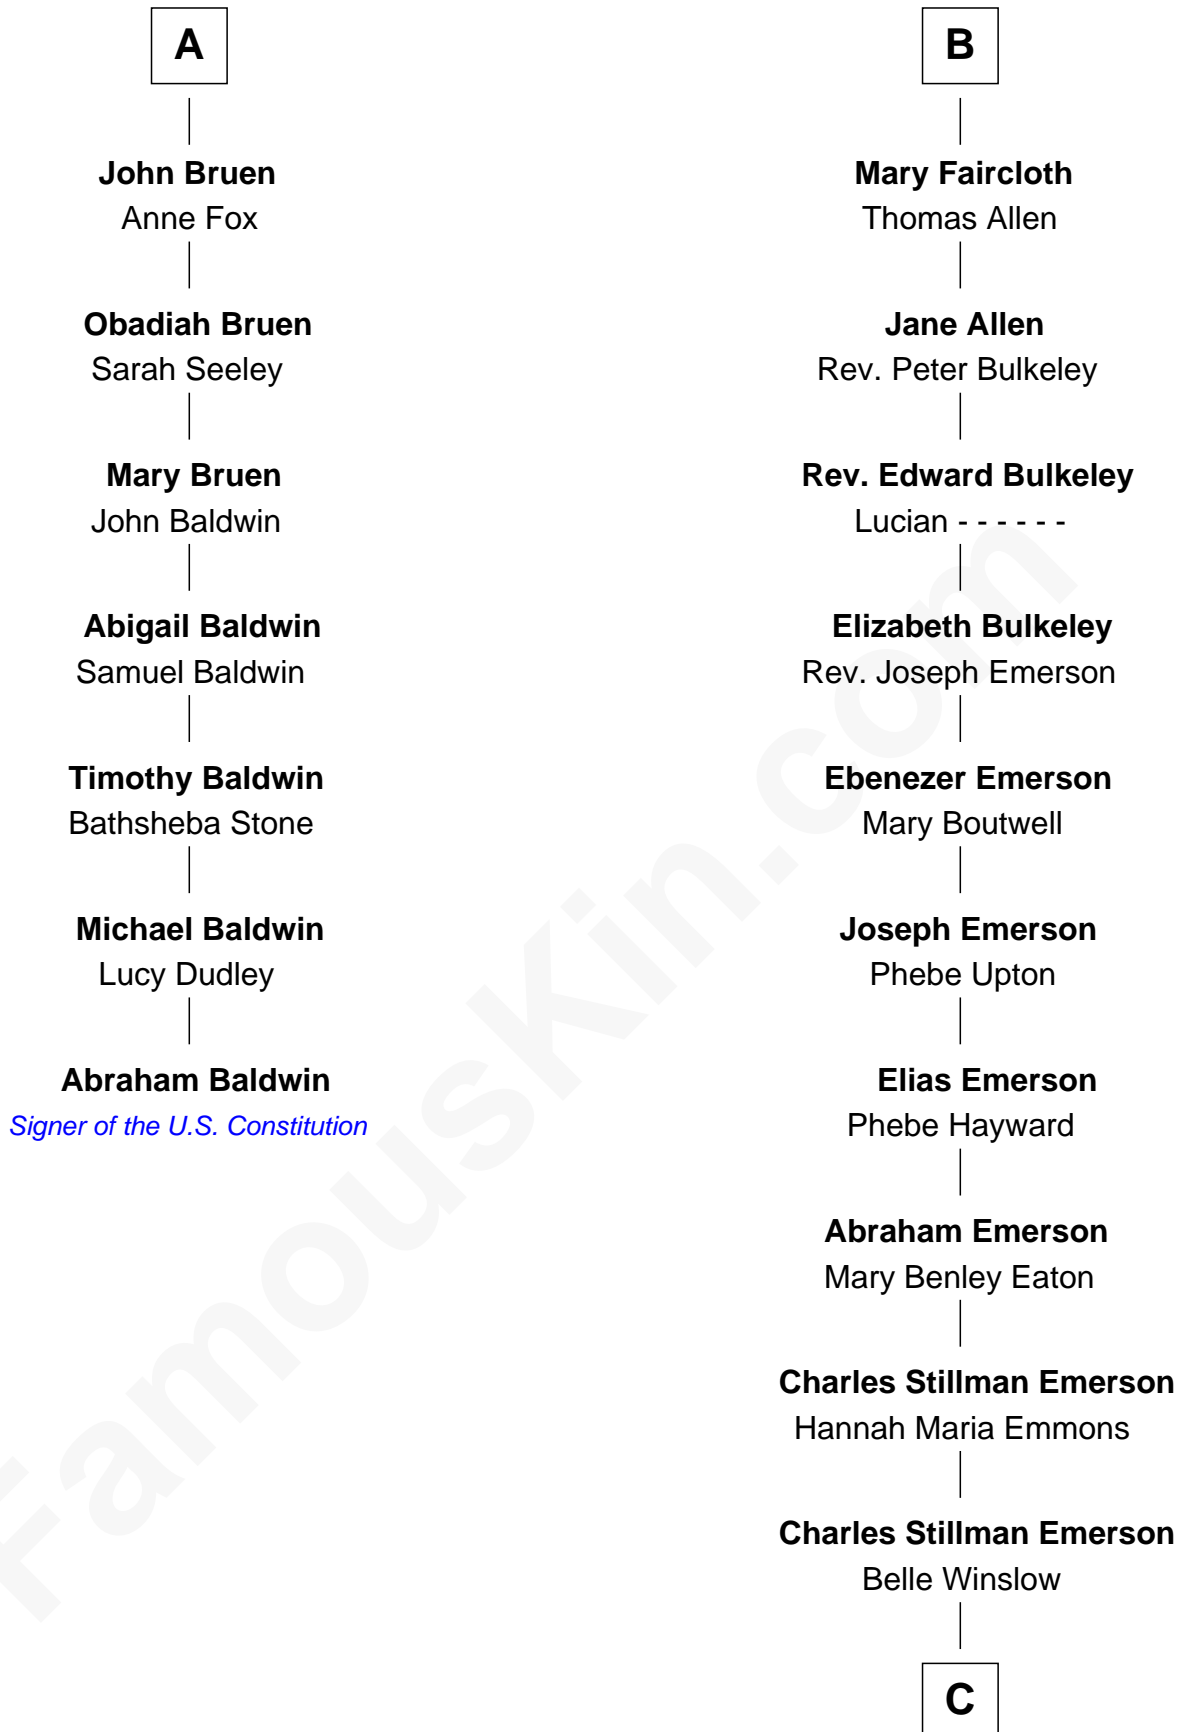 A
John Bruen
Anne Fox
Obadiah Bruen
Sarah Seeley
Mary Bruen
John Baldwin
Abigail Baldwin
Samuel Baldwin
Timothy Baldwin
Bathsheba Stone
Michael Baldwin
Lucy Dudley
Abraham Baldwin
Signer of the U.S. Constitution
B
Mary Faircloth
Thomas Allen
Jane Allen
Rev. Peter Bulkeley
Rev. Edward Bulkeley
Lucian - - - - - -
Elizabeth Bulkeley
Rev. Joseph Emerson
Ebenezer Emerson
Mary Boutwell
Joseph Emerson
Phebe Upton
Elias Emerson
Phebe Hayward
Abraham Emerson
Mary Benley Eaton
Charles Stillman Emerson
Hannah Maria Emmons
Charles Stillman Emerson
Belle Winslow
C
FamousKin.com